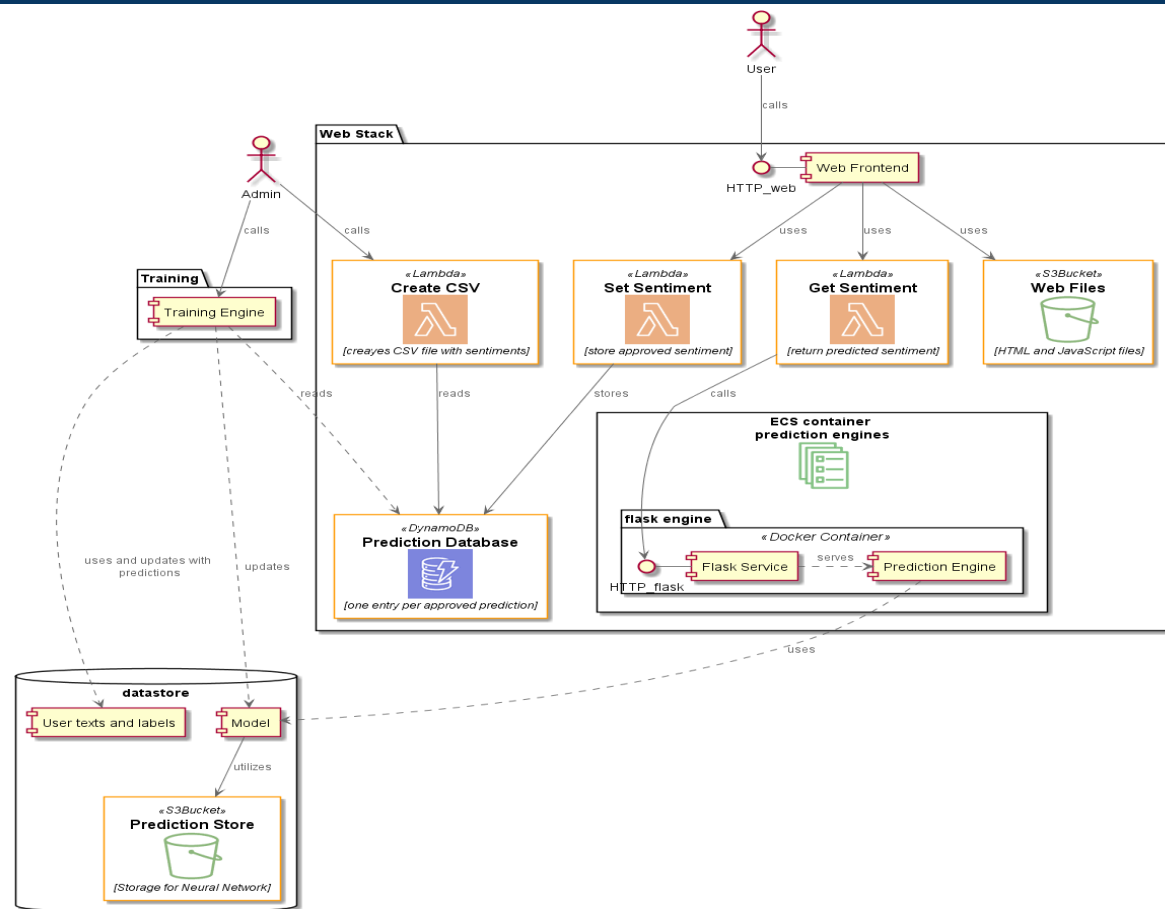 User
calls
Web Stack
Admin
HTTP_web
Web Frontend
calls
calls
uses
uses
uses
Training
Training Engine
«Lambda»
Create CSV
[creayes CSV file with sentiments]
«Lambda»
Set Sentiment
[store approved sentiment]
«Lambda»
Get Sentiment
[return predicted sentiment]
«S3Bucket»
Web Files
[HTML and JavaScript files]
reads
reads
stores
calls
ECS container
prediction engines
flask engine
«Docker Container»
HTTP_flask
Flask Service
serves
Prediction Engine
«DynamoDB»
Prediction Database
[one entry per approved prediction]
uses and updates with
predictions
updates
uses
datastore
User texts and labels
Model
utilizes
«S3Bucket»
Prediction Store
[Storage for Neural Network]